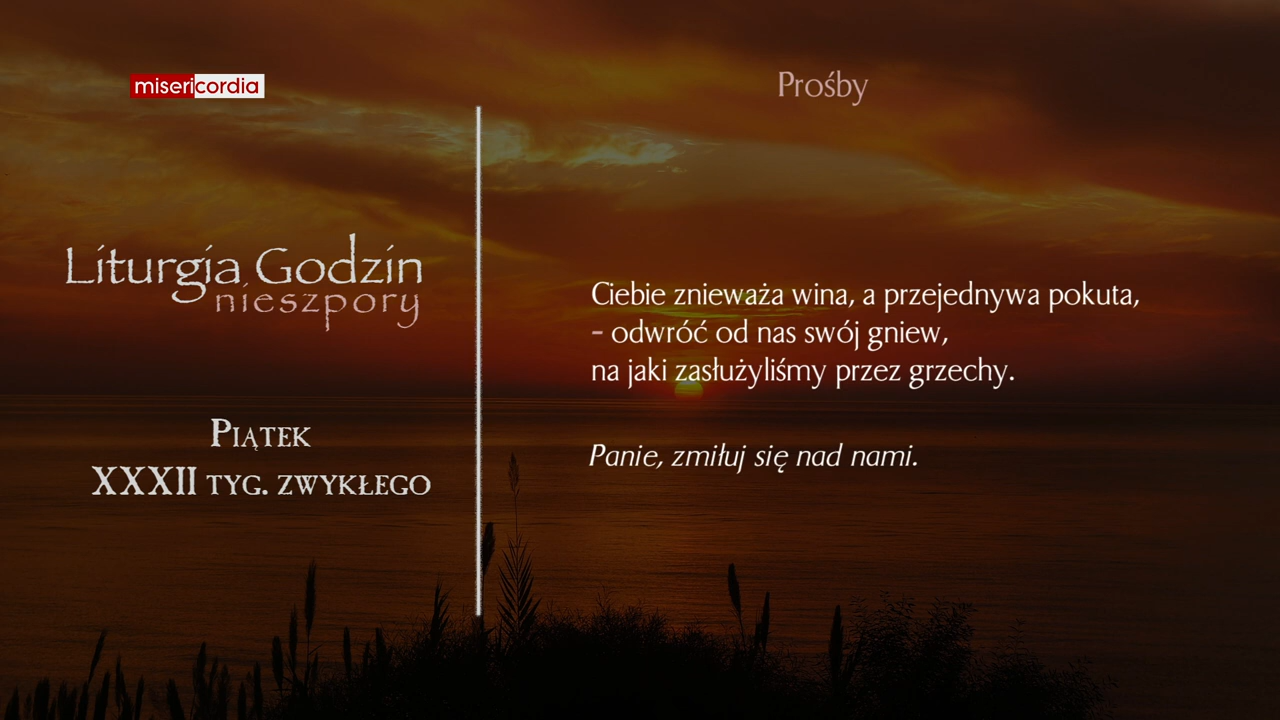 misericordia
Prośby
Liturgia Godzin
nieszpory
Ciebie znieważa wina, a przejednywa pokuta,
- odwróć od nas swój gniew,
na jaki zasłużyliśmy przez grzechy.
Piątek
XXXII tyg. zwykłego
Panie, zmiłuj się nad nami.